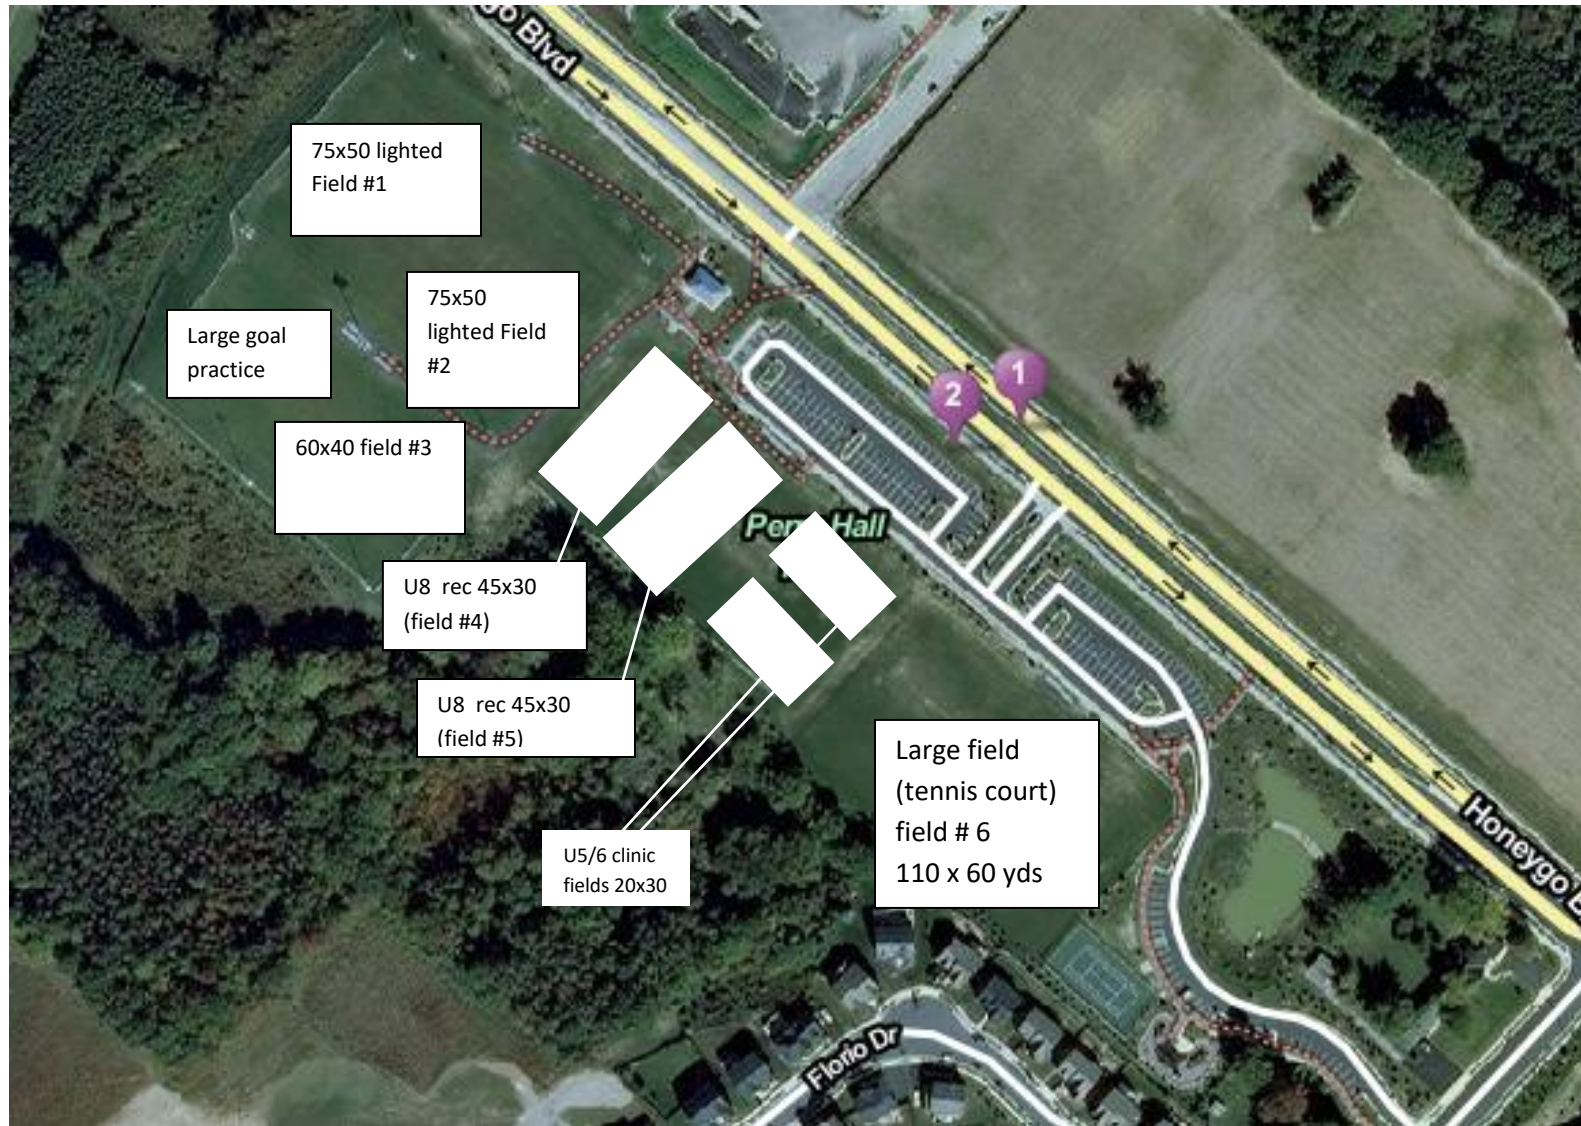 go Blvd
75x50 lighted
Field #1
75x50
lighted Field
#2
Large goal
practice
60x40 field #3
1
2
Hall
U8 rec 45x30
(field #4)
U8 rec 45x30
(field #5)
U5/6 clinic
fields 20x30
Large field
(tennis court)
field # 6
110 x 60 yds
Honeygo B
Florio Dr